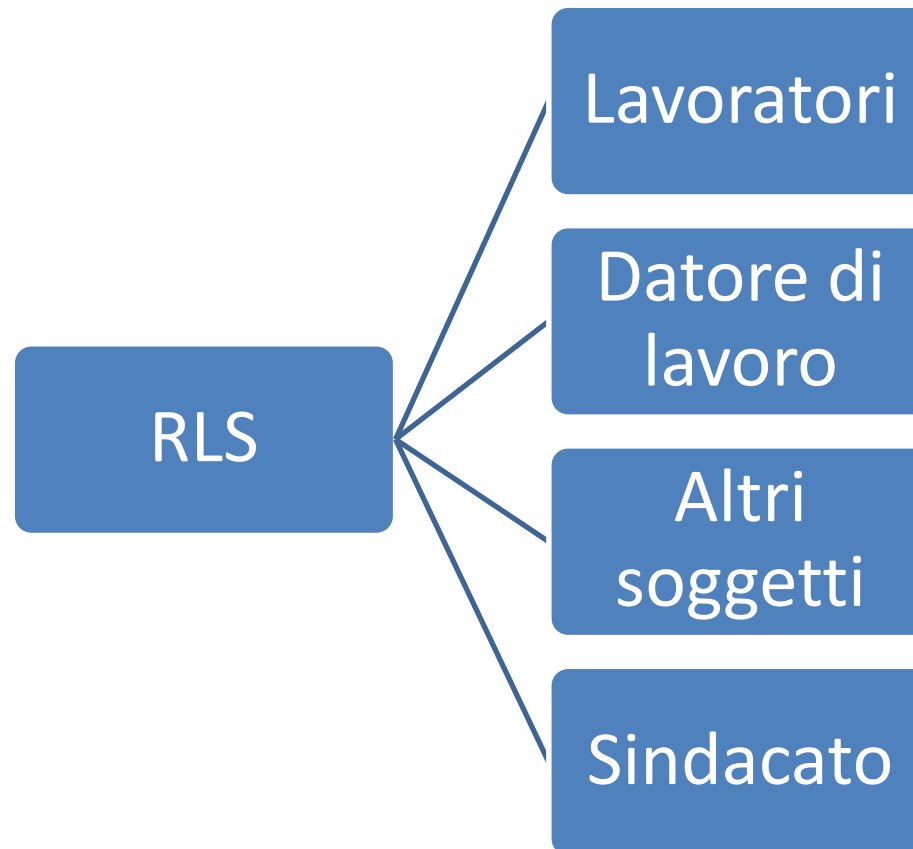 RLS
Lavoratori
Datore di
lavoro
Altri
soggetti
Sindacato